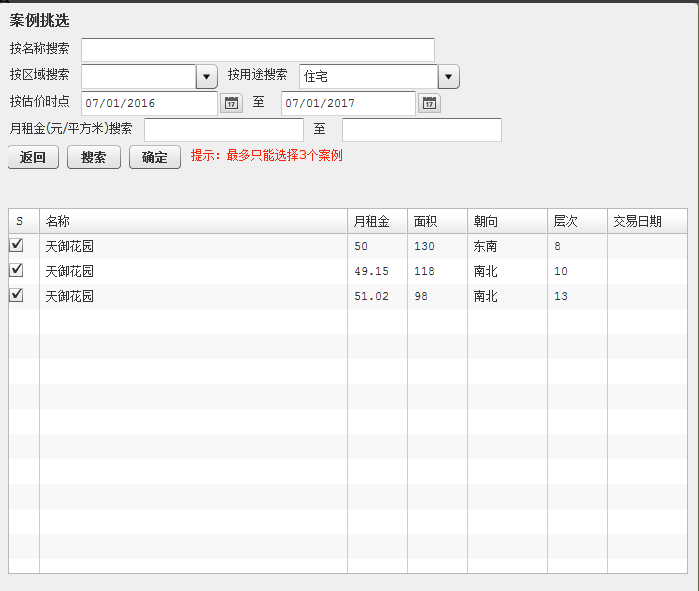 案例挑选
按名称搜索
按区域搜索 按用途搜索 住宅
按估价时点 07/01/2016 17 至 07/01/2017 17
月租金(元/平方米)搜索 至
返回 搜索 确定 提示：最多只能选择3个案例
S 名称 月租金 面积 朝向 层次 交易日期
天御花园 50 130 东南 8
天御花园 49.15 118 南北 10
天御花园 51.02 98 南北 13